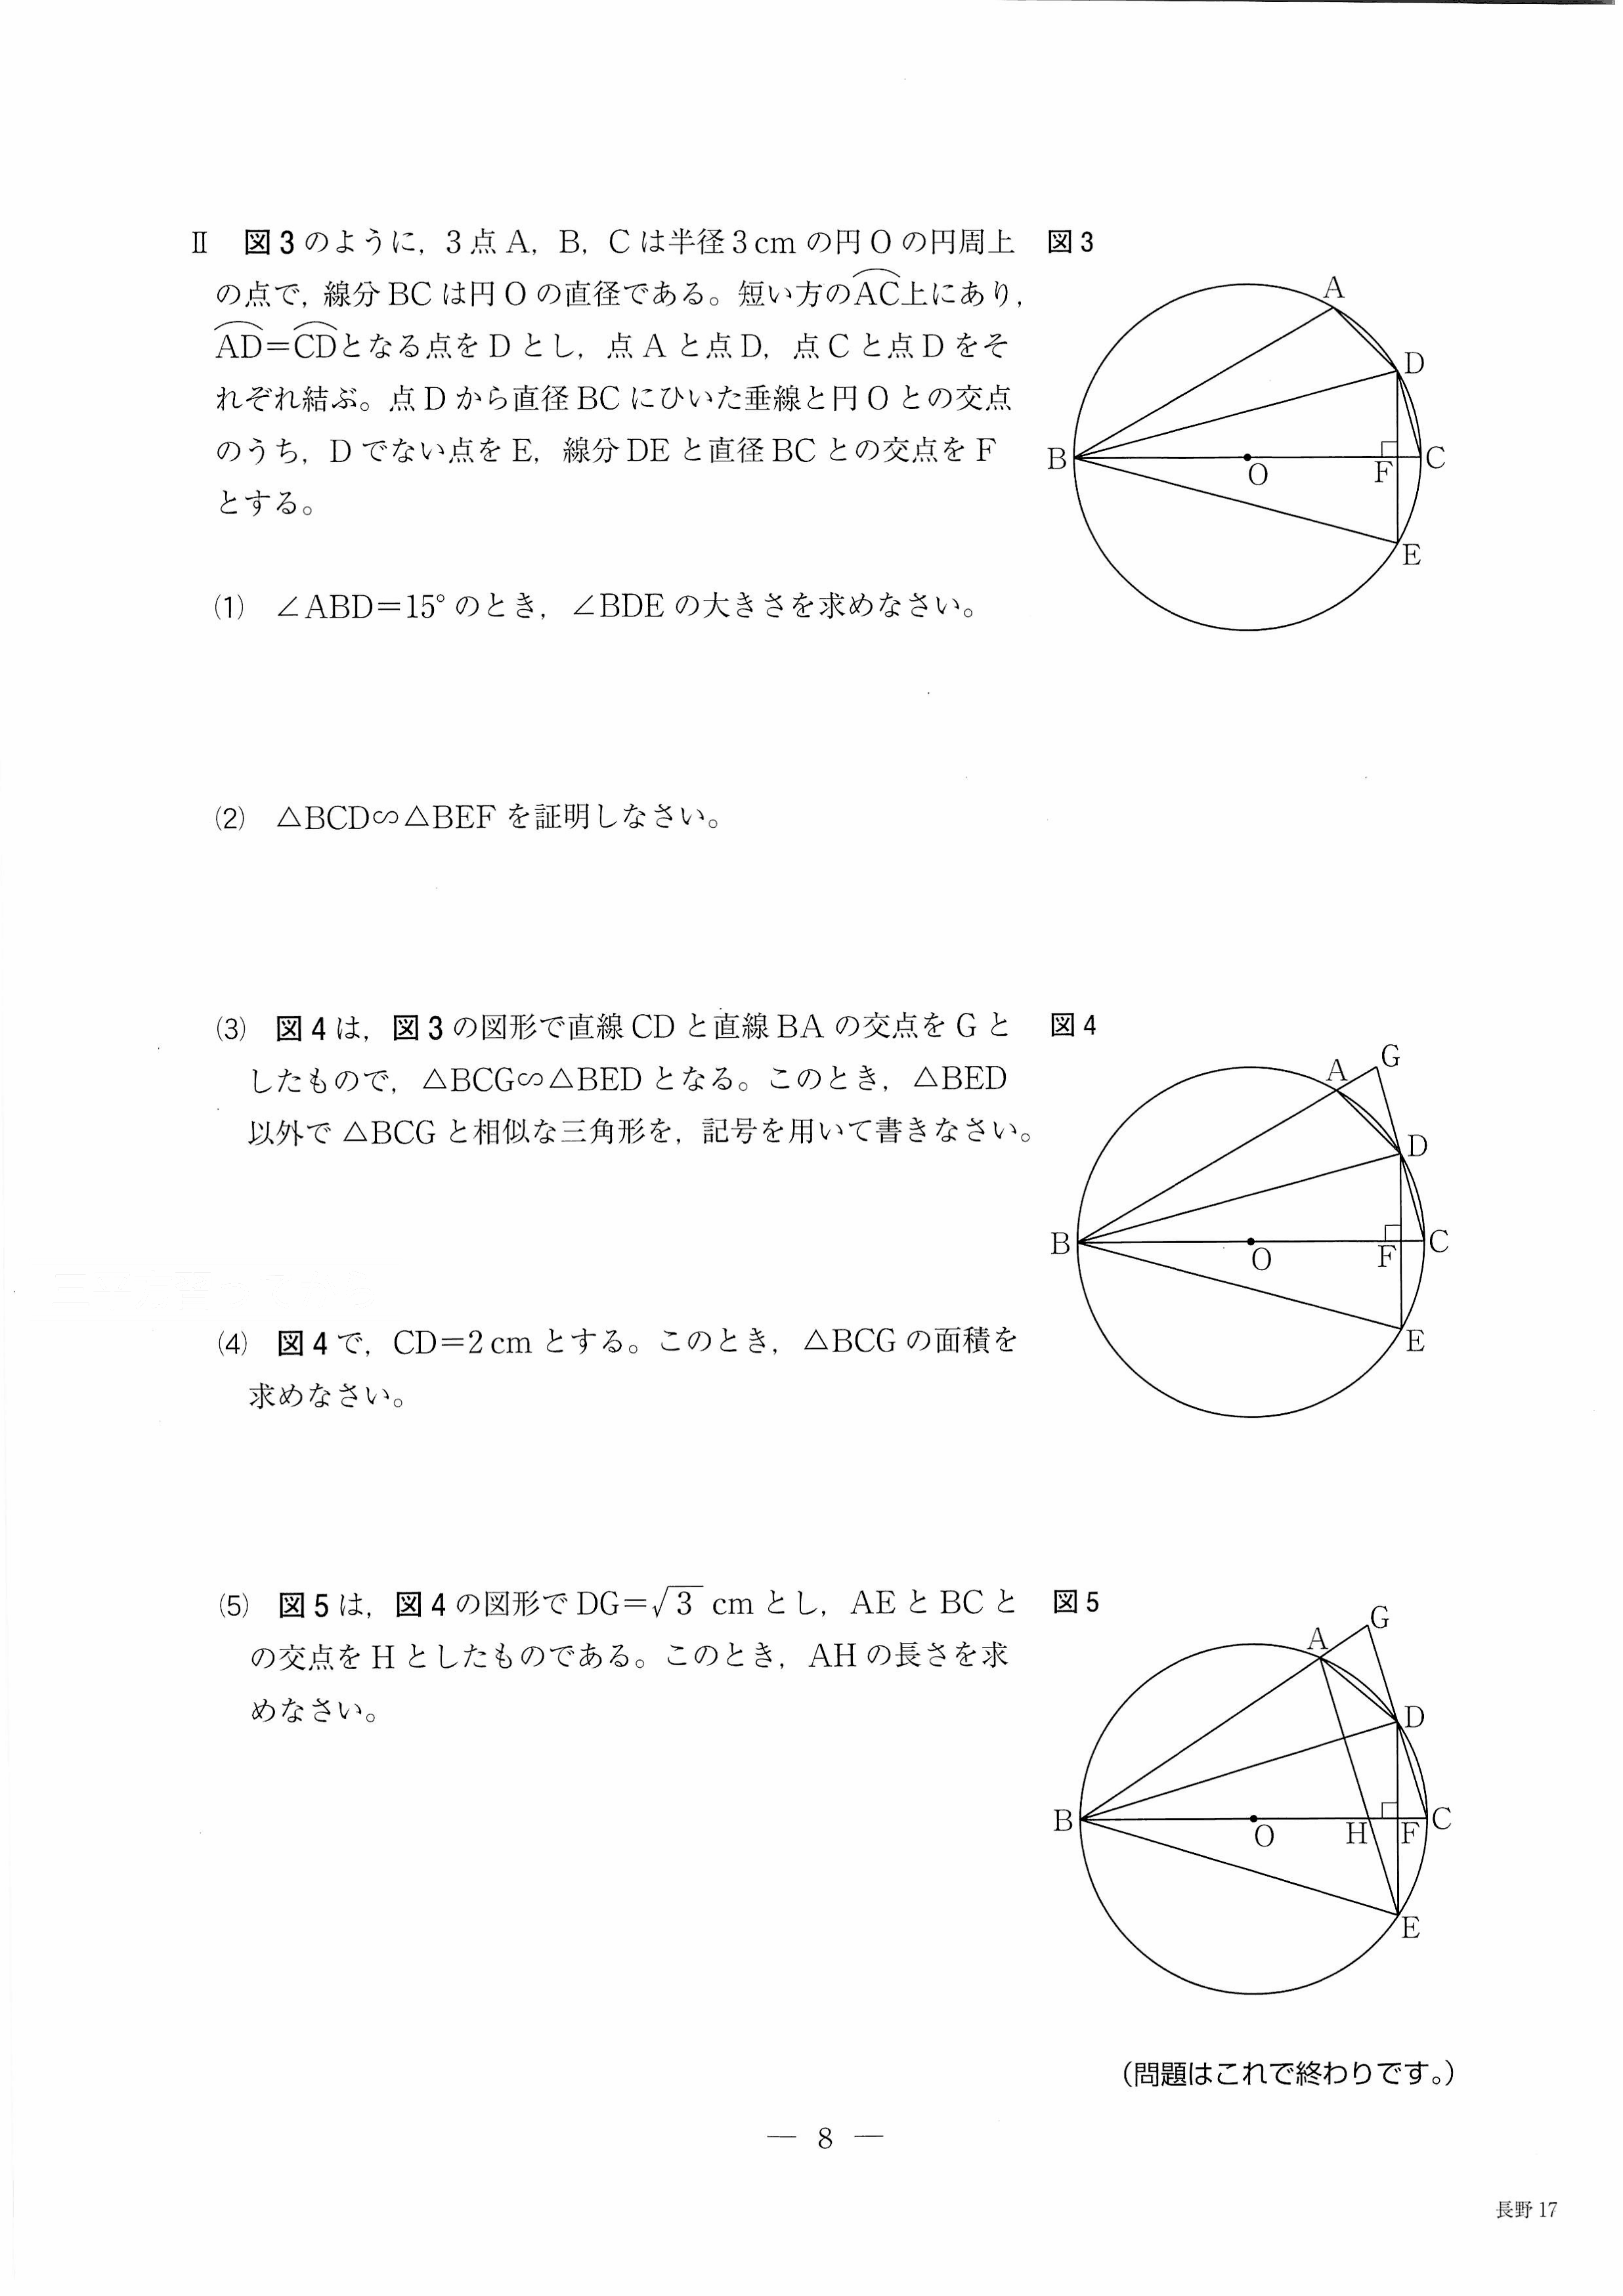 Ⅱ 図3のように，3点A，B，Cは半径3cmの円Oの円周上
の点で，線分BCは円Oの直径である。短い方のAC上にあり，
AD＝CDとなる点をDとし，点Aと点D，点Cと点Dをそ
れぞれ結ぶ。点Dから直径BCにひいた垂線と円Oとの交点
のうち，Dでない点をE，線分DEと直径BCとの交点をF
とする。
図3
A
D
B
O
F
C
E
(1) ∠ABD＝15°のとき，∠BDEの大きさを求めなさい。
(2) △BCD∽△BEFを証明しなさい。
(3) 図4は，図3の図形で直線CDと直線BAの交点をGと
したもので，△BCG∽△BEDとなる。このとき，△BED
以外で△BCGと相似な三角形を，記号を用いて書きなさい。
図4
G
A
D
B
O
F
C
E
(4) 図4で，CD＝2cmとする。このとき，△BCGの面積を
求めなさい。
(5) 図5は，図4の図形でDG＝√3 cmとし，AEとBCと
の交点をHとしたものである。このとき，AHの長さを求
めなさい。
図5
G
A
D
B
O
H
F
C
E
（問題はこれで終わりです。）
— 8 —
長野 17